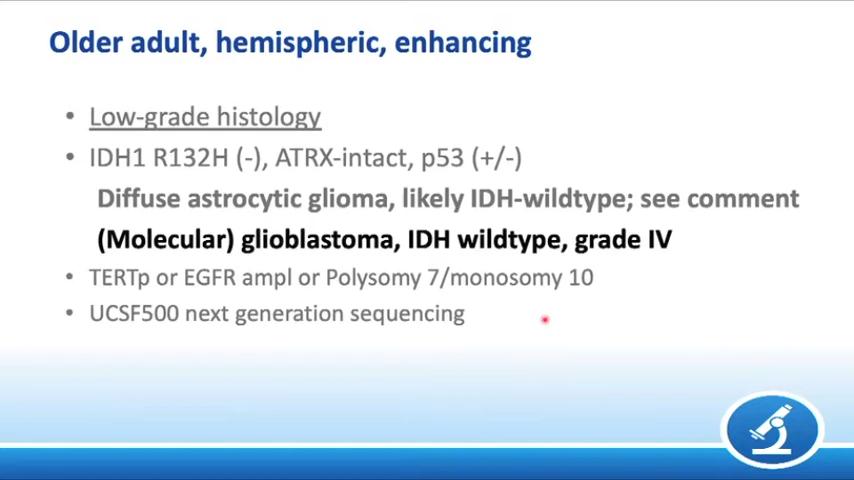 Older adult, hemispheric, enhancing
• Low-grade histology
• IDH1 R132H (-), ATRX-intact, p53 (+/-)
Diffuse astrocytic glioma, likely IDH-wildtype; see comment
(Molecular) glioblastoma, IDH wildtype, grade IV
• TERTp or EGFR ampl or Polysomy 7/monosomy 10
• UCSF500 next generation sequencing